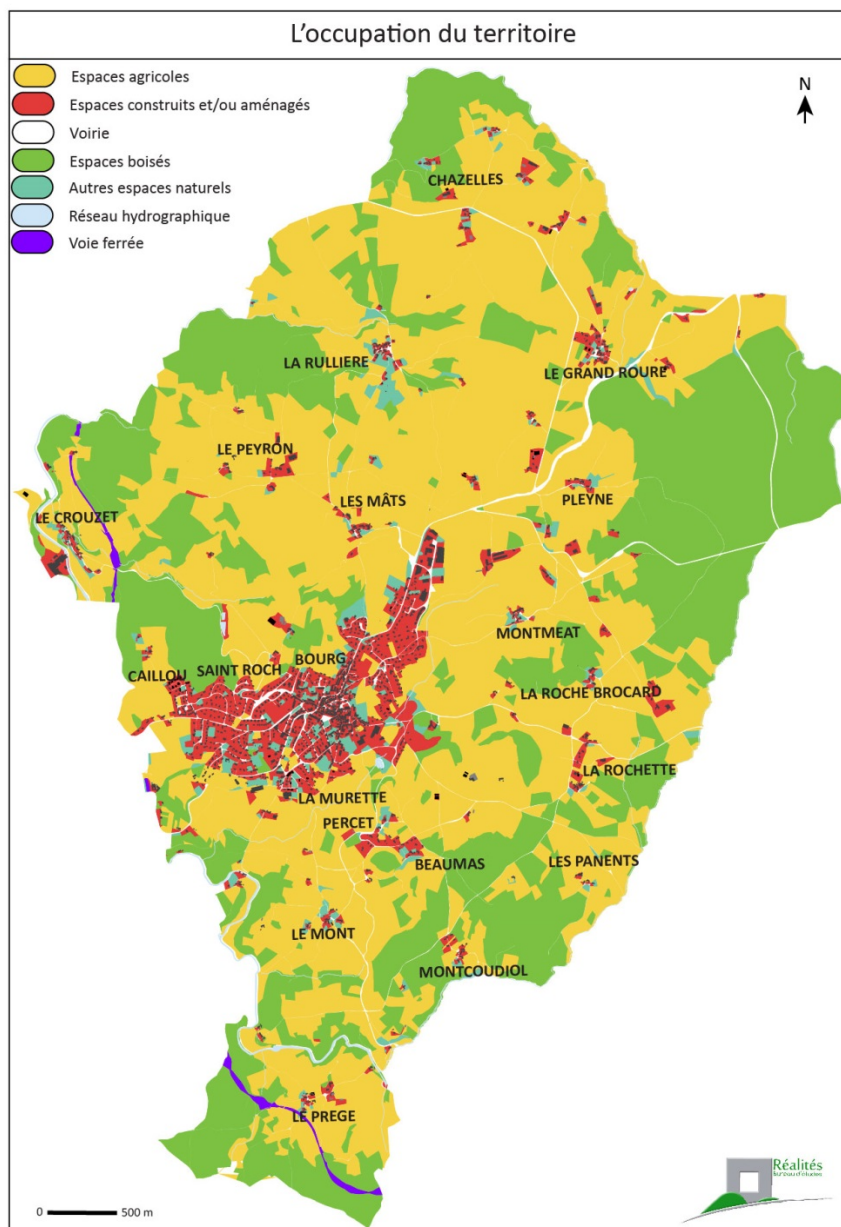 L'occupation du territoire
Espaces agricoles
Espaces construits et/ou aménagés
Voirie
Espaces boisés
Autres espaces naturels
Réseau hydrographique
Voie ferrée
N
CHAZELLES
LA RULLIERE
LE GRAND ROURE
LE PEYRON
LES MÂTS
PLEYNE
LE CROUZET
MONTMEAT
BOURG
SAINT ROCH
CAILLOU
LA ROCHE BROCARD
LA ROCHETTE
LA MURETTE
PERCET
BEAUMAS
LES PANENTS
LE MONT
MONTCOUDIOL
LE PREGE
0 500 m
Réalités